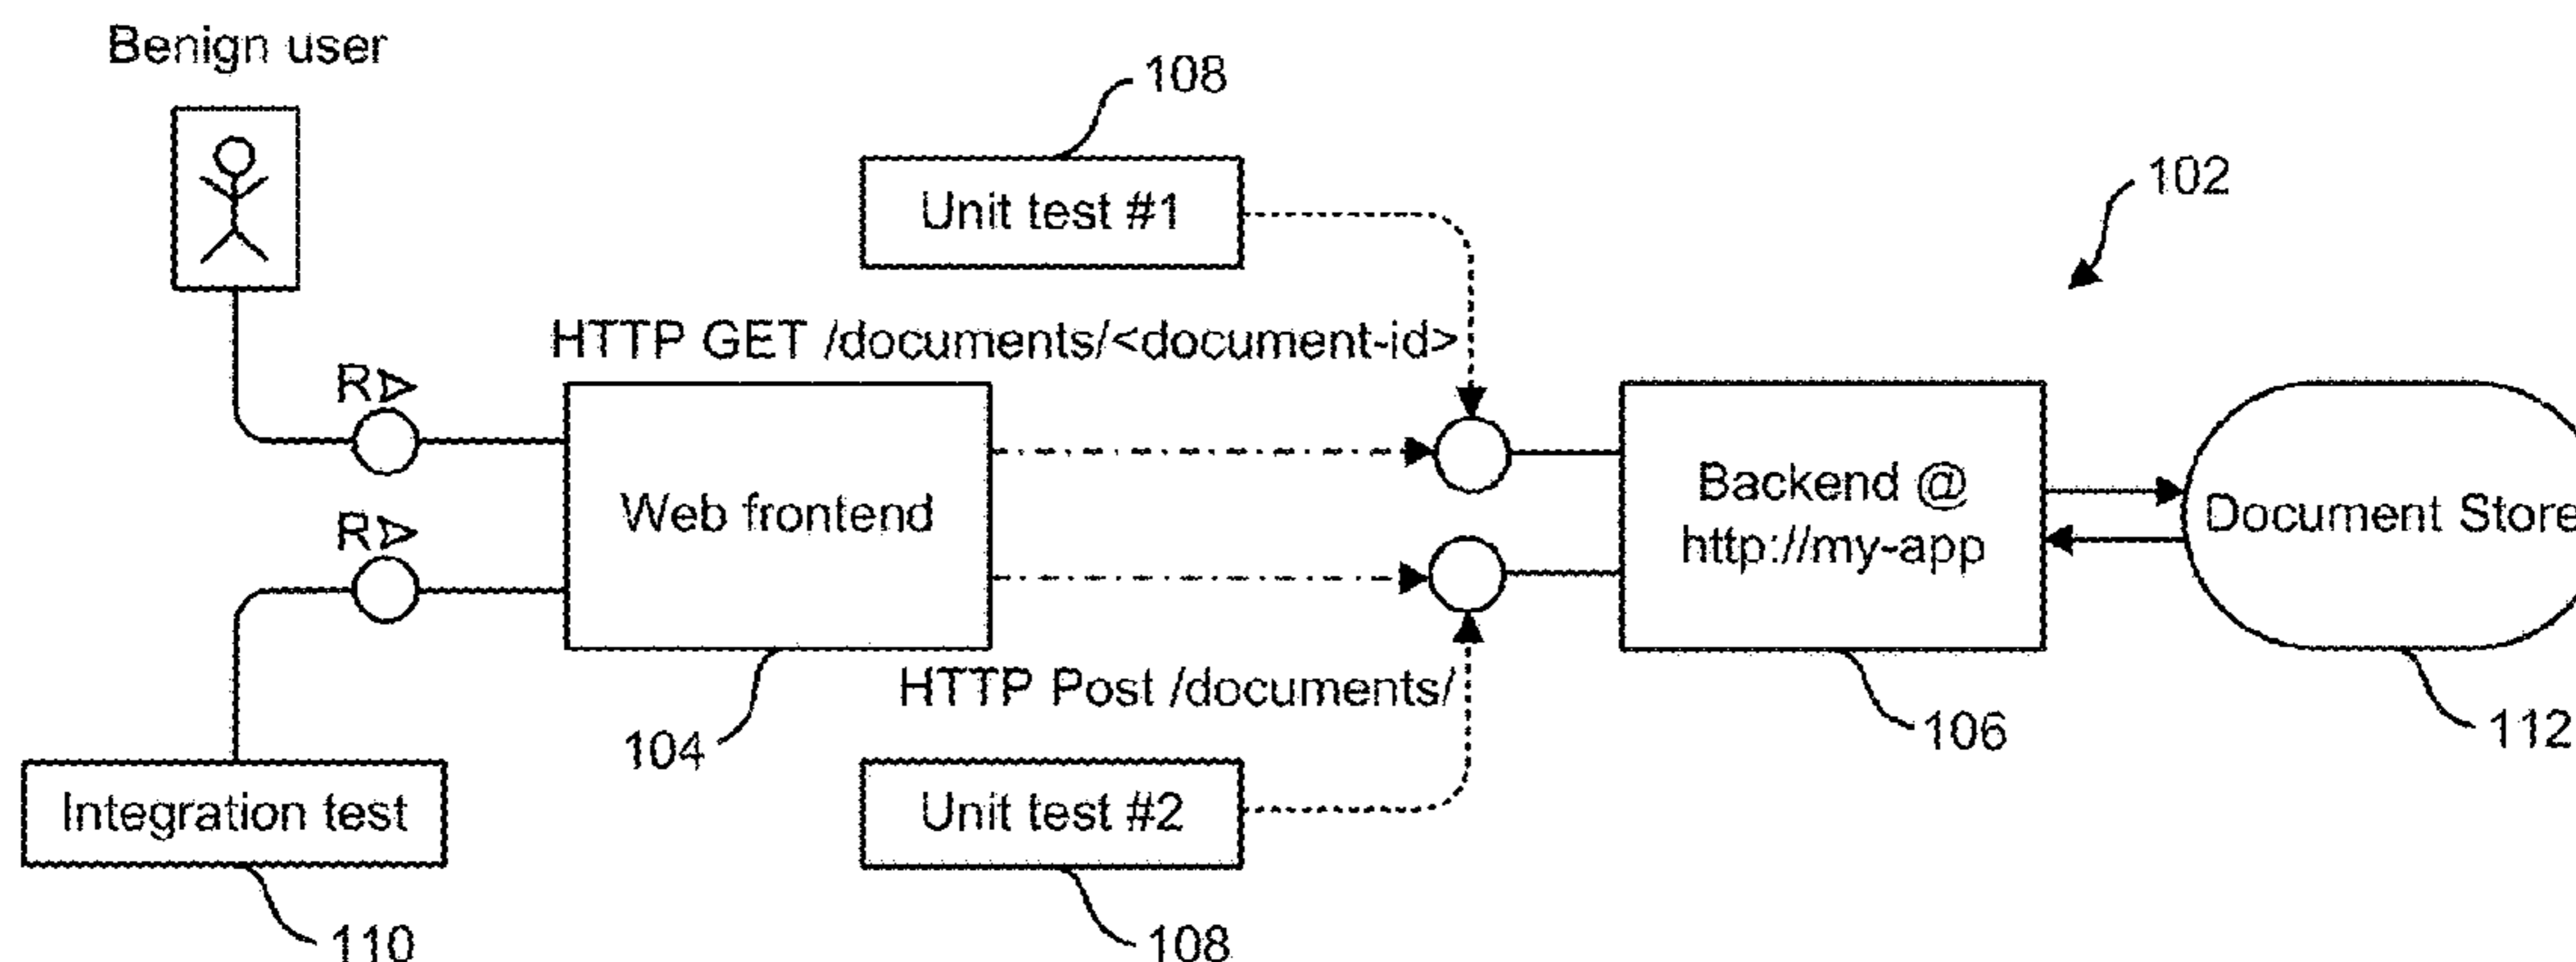 Benign user
108
Unit test #1
102
HTTP GET /documents/<document-id>
R
Web frontend
Backend @
http://my-app
Document Store
R
HTTP Post /documents/
104
106
112
Integration test
Unit test #2
110
108